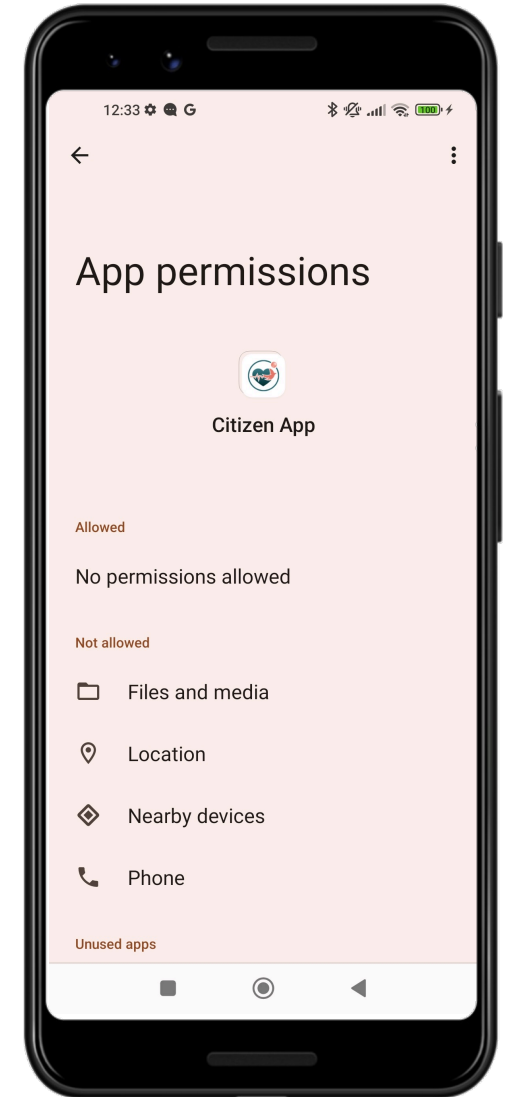 12:33
100
App permissions
Citizen App
Allowed
No permissions allowed
Not allowed
Files and media
Location
Nearby devices
Phone
Unused apps